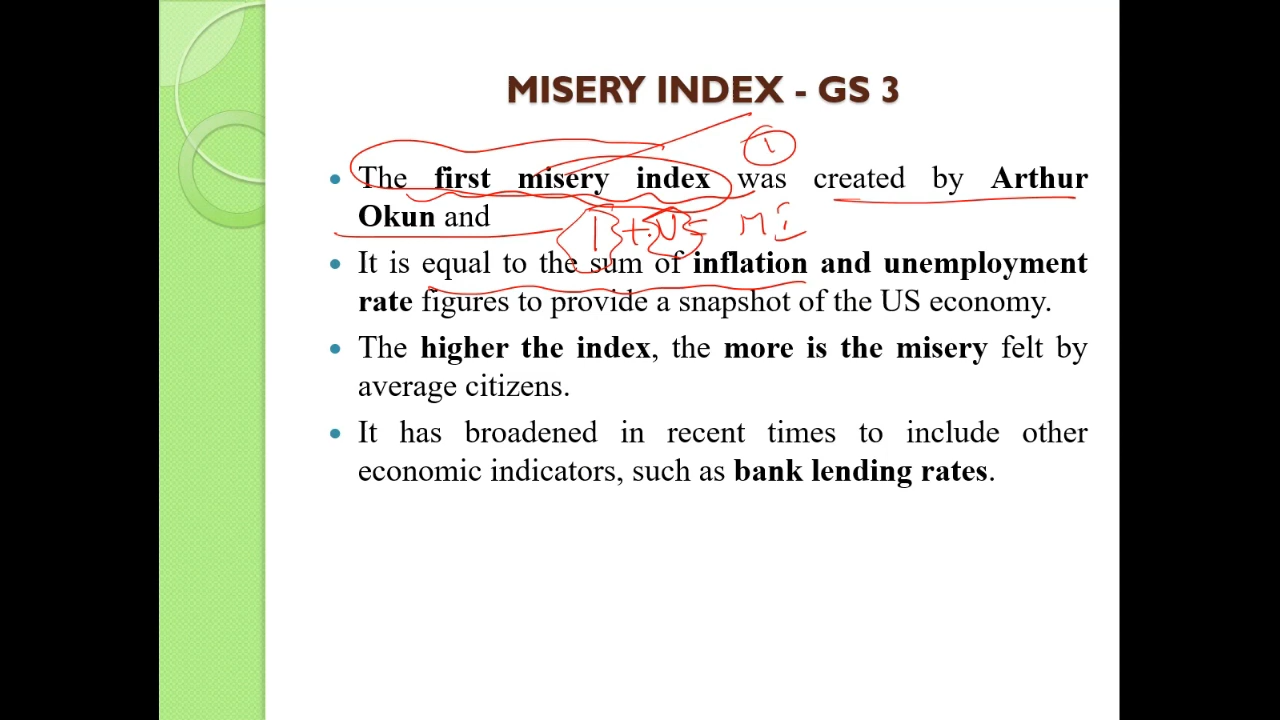 MISERY INDEX - GS 3
1
The first misery index was created by Arthur
Okun and
I + U = MI
It is equal to the sum of inflation and unemployment
rate figures to provide a snapshot of the US economy.
The higher the index, the more is the misery felt by
average citizens.
It has broadened in recent times to include other
economic indicators, such as bank lending rates.